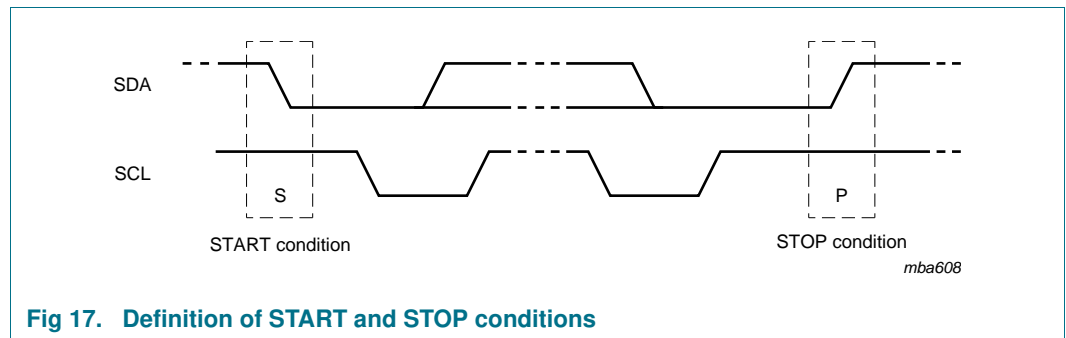 SDA
SCL
S
P
START condition
STOP condition
mba608
Fig 17. Definition of START and STOP conditions